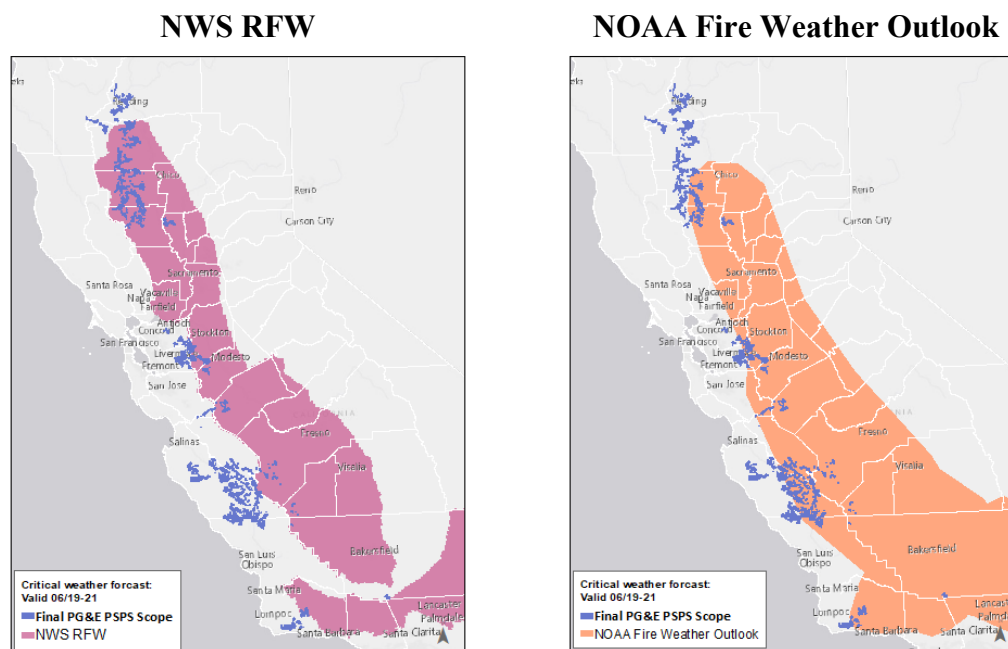 NWS RFW
NOAA Fire Weather Outlook
Redding
Chico
Reno
Carson City
Sacramento
Santa Rosa
Vacaville
Napa
Fairfield
Antioch
Concord
Stockton
San Francisco
Modesto
Fremont
San Jose
Salinas
Fresno
Visalia
San Luis
Obispo
Bakersfield
Santa Maria
Lompoc
Santa Barbara
Santa Clarita
Lancaster
Palmdale
Critical weather forcast:
Valid 06/19-21
Final PG&E PSPS Scope
NWS RFW
Chico
Reno
Carson City
Sacramento
Santa Rosa
Vacaville
Napa
Fairfield
Antioch
Concord
Stockton
San Francisco
Modesto
Fremont
San Jose
Salinas
Fresno
Visalia
San Luis
Obispo
Bakersfield
Santa Maria
Lompoc
Santa Barbara
Santa Clarita
Critical weather forcast:
Valid 06/19-21
Final PG&E PSPS Scope
NOAA Fire Weather Outlook